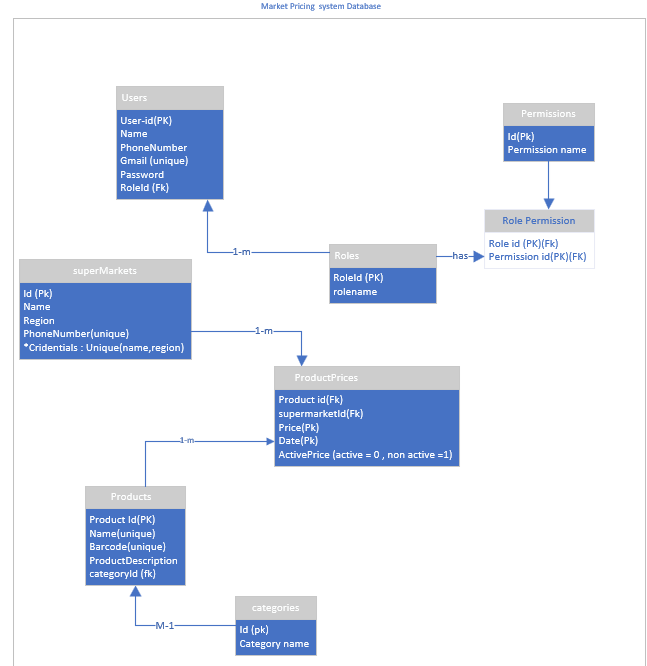 Market Pricing system Database
Users
User-id(PK)
Name
PhoneNumber
Gmail (unique)
Password
RoleId (Fk)
Permissions
Id(Pk)
Permission name
Role Permission
Role id (PK)(Fk)
Permission id(PK)(FK)
1-m
Roles
RoleId (PK)
rolename
has
superMarkets
Id (Pk)
Name
Region
PhoneNumber(unique)
*Cridentials : Unique(name,region)
1-m
ProductPrices
Product id(Fk)
supermarketId(Fk)
Price(Pk)
Date(Pk)
ActivePrice (active = 0 , non active =1)
1-m
Products
Product Id(PK)
Name(unique)
Barcode(unique)
ProductDescription
categoryId (fk)
M-1
categories
Id (pk)
Category name